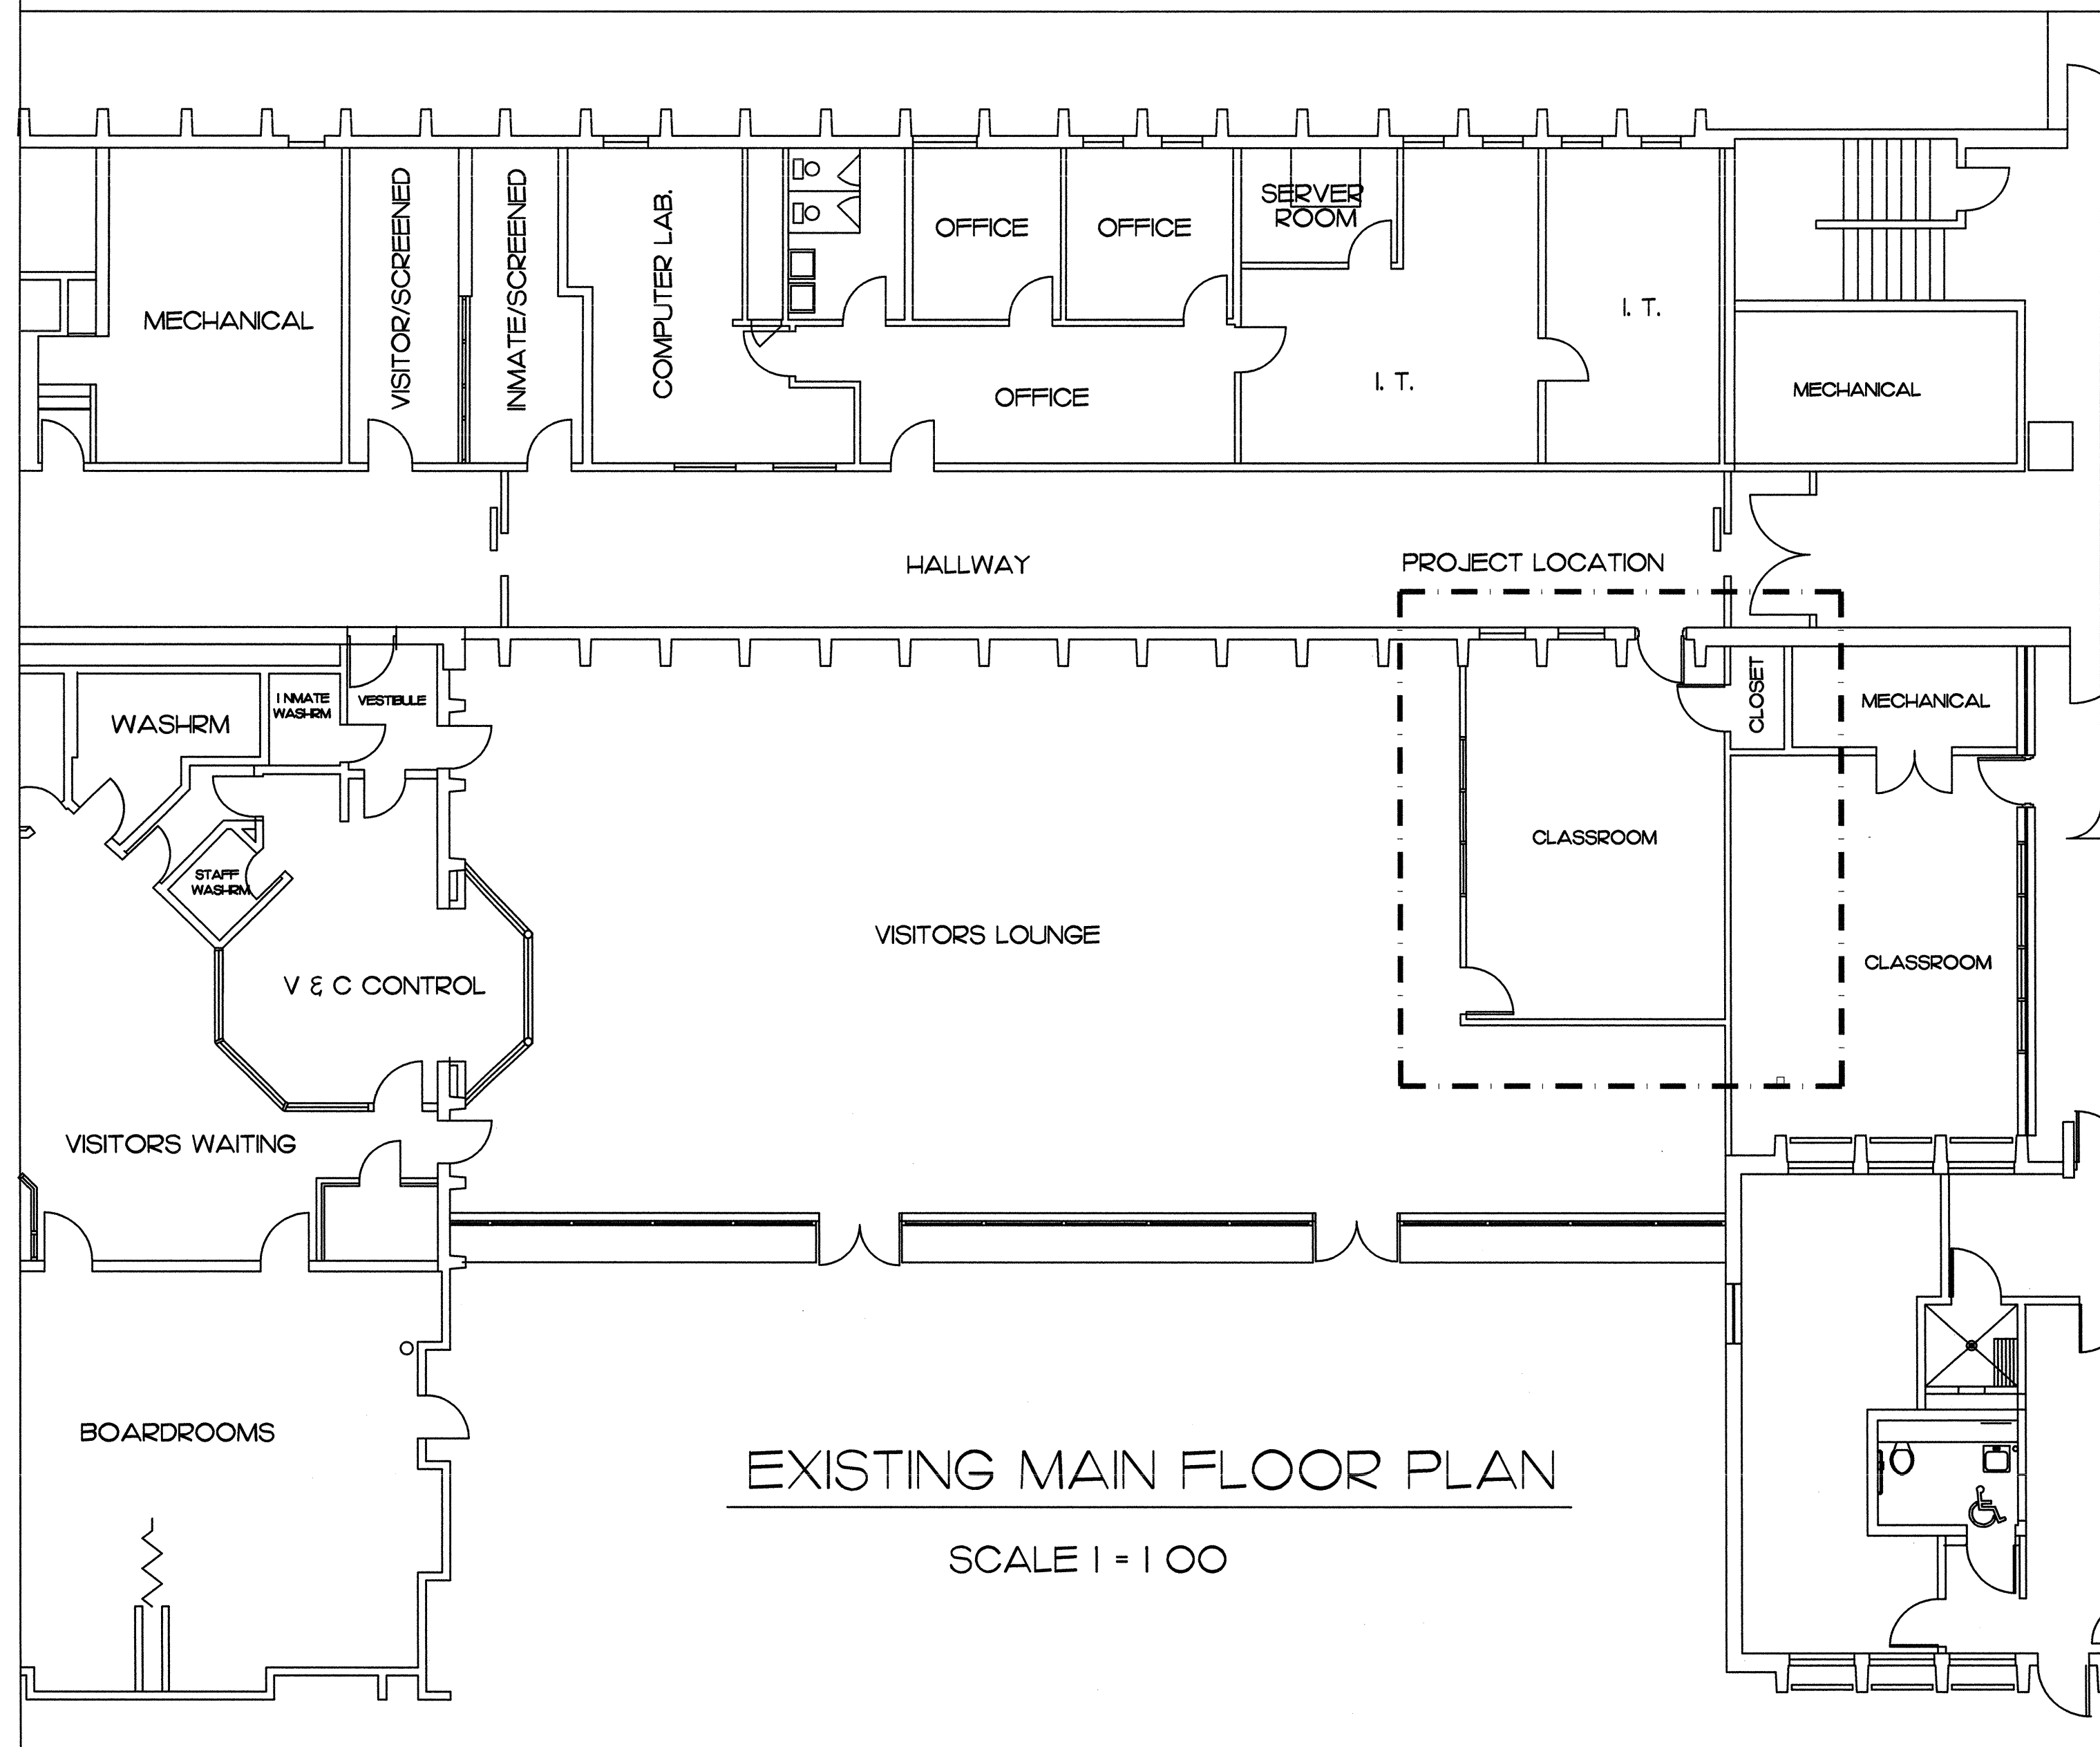 VISITOR/SCREENED
INMATE/SCREENED
COMPUTER LAB.
OFFICE
OFFICE
SERVER
ROOM
MECHANICAL
I. T.
I. T.
MECHANICAL
OFFICE
HALLWAY
PROJECT LOCATION
WASHRM
INMATE
WASHRM
VESTIBULE
CLOSET
MECHANICAL
CLASSROOM
STAFF
WASHRM
VISITORS LOUNGE
CLASSROOM
V & C CONTROL
VISITORS WAITING
BOARDROOMS
EXISTING MAIN FLOOR PLAN
SCALE 1 = 100